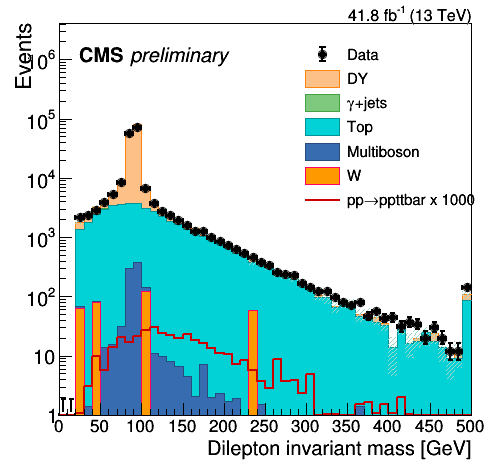 41.8 fb⁻¹ (13 TeV)
Events
CMS preliminary
Data
DY
γ+jets
Top
Multiboson
W
pp→ppttbar x 1000
10⁶
10⁵
10⁴
10³
10²
10
1
0 50 100 150 200 250 300 350 400 450 500
Dilepton invariant mass [GeV]